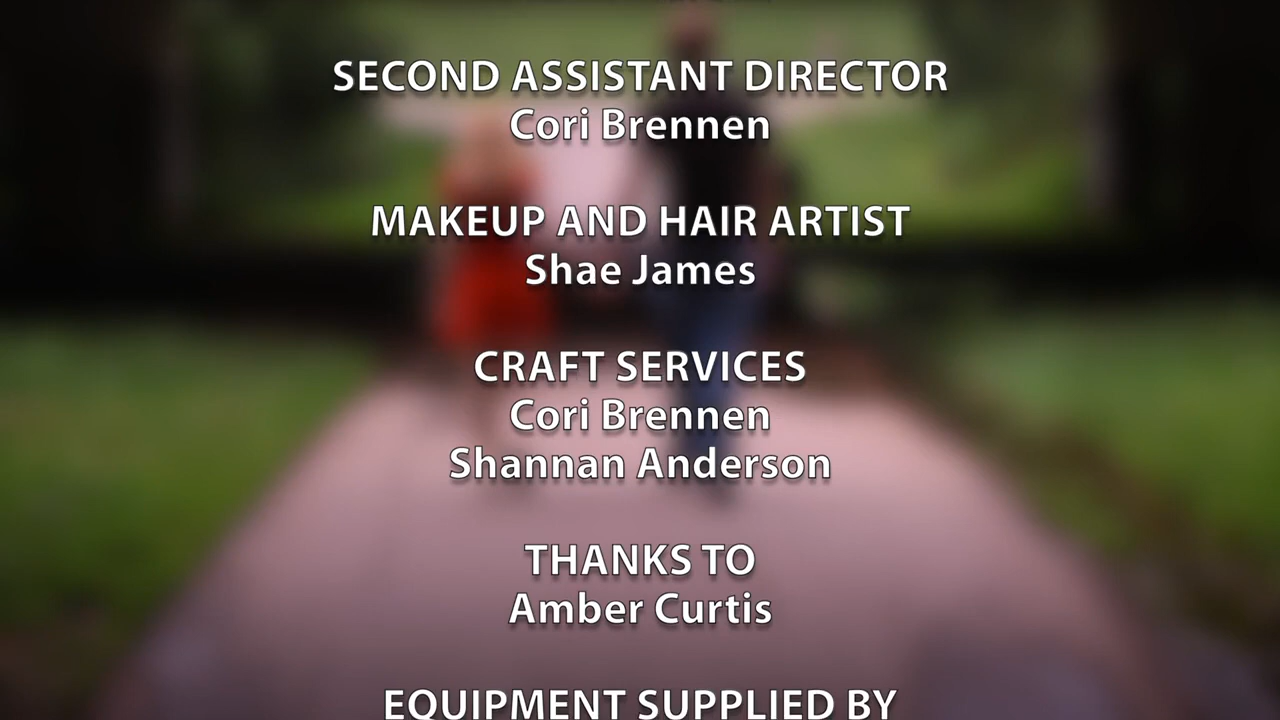 SECOND ASSISTANT DIRECTOR
Cori Brennen
MAKEUP AND HAIR ARTIST
Shae James
CRAFT SERVICES
Cori Brennen
Shannan Anderson
THANKS TO
Amber Curtis
EQUIPMENT SUPPLIED BY